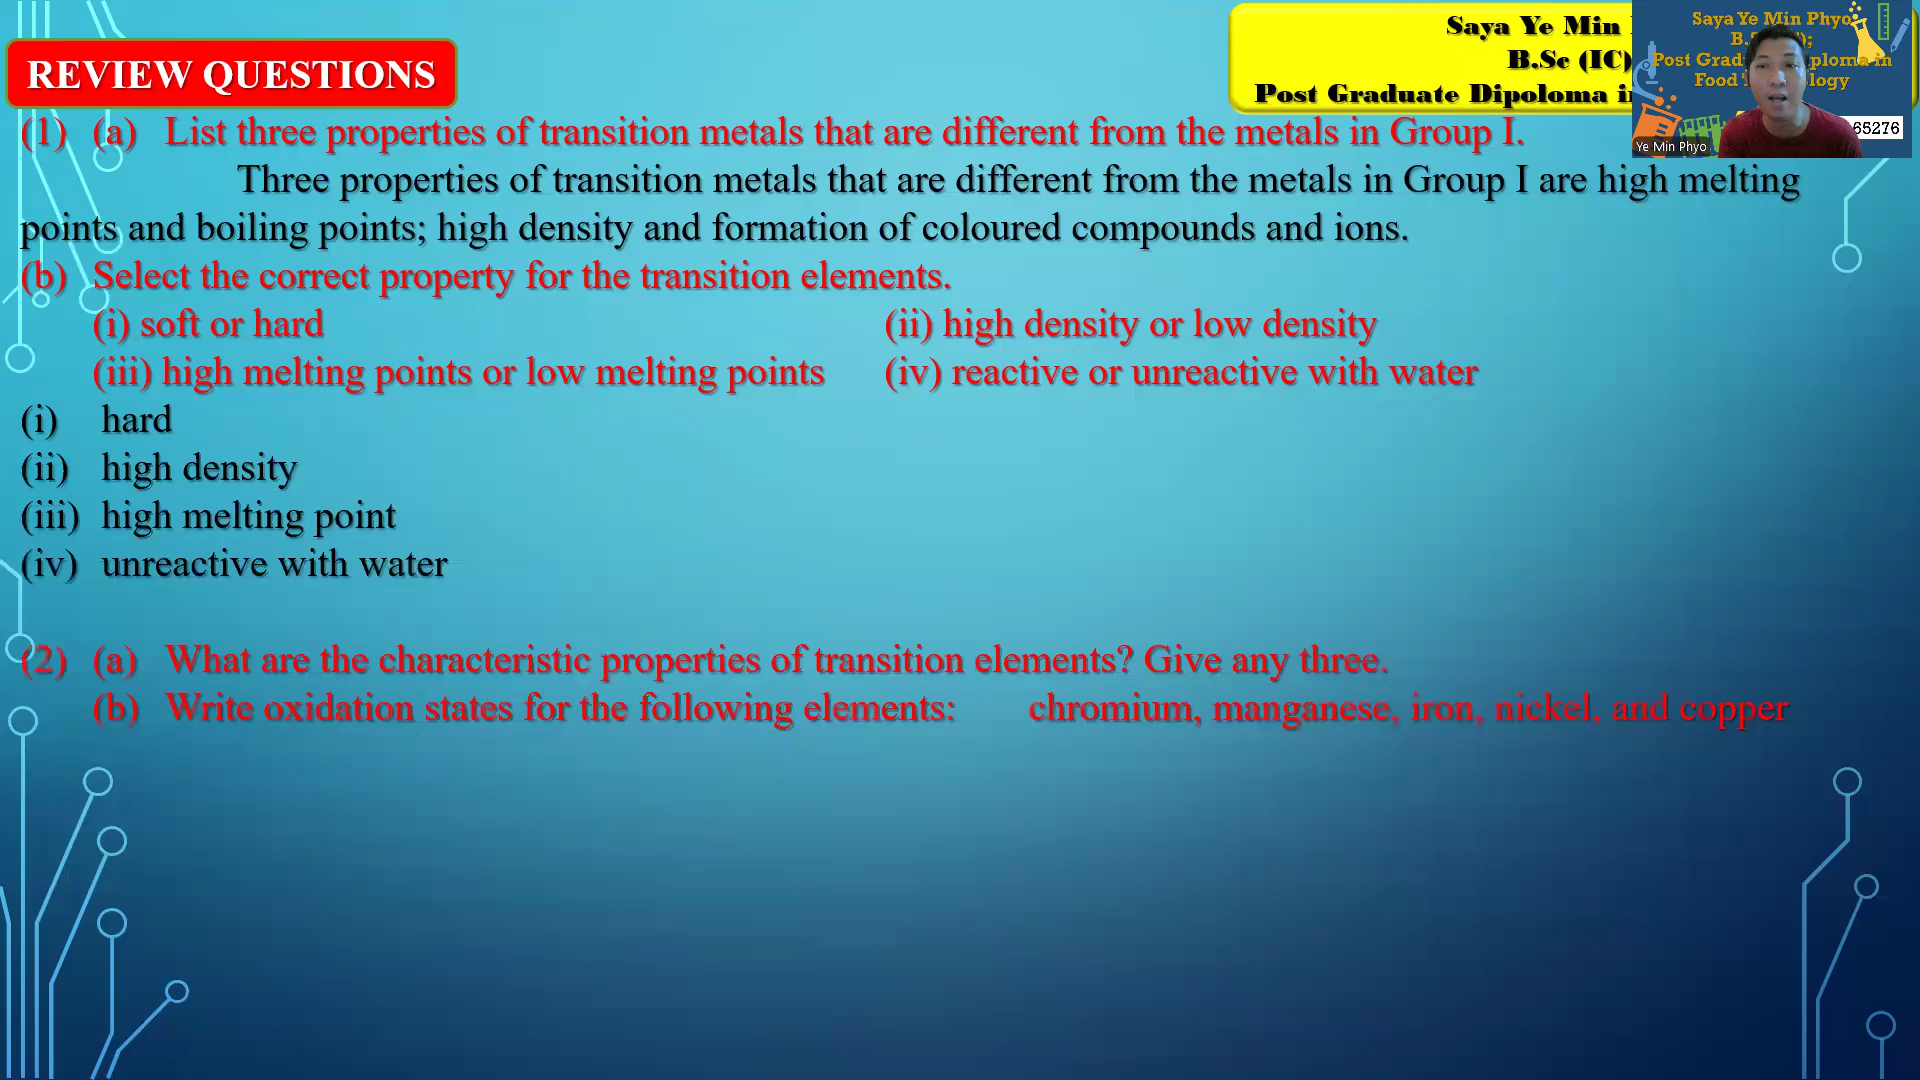 REVIEW QUESTIONS
Saya Ye Min
B.Sc (IC)
Post Graduate Dipoloma
Saya Ye Min Phyo
Post
in
Food
65276
Ye Min Phyo
(1) (a) List three properties of transition metals that are different from the metals in Group I.
Three properties of transition metals that are different from the metals in Group I are high melting
points and boiling points; high density and formation of coloured compounds and ions.
(b) Select the correct property for the transition elements.
(i) soft or hard (ii) high density or low density
(iii) high melting points or low melting points (iv) reactive or unreactive with water
(i) hard
(ii) high density
(iii) high melting point
(iv) unreactive with water
(2) (a) What are the characteristic properties of transition elements? Give any three.
(b) Write oxidation states for the following elements: chromium, manganese, iron, nickel, and copper